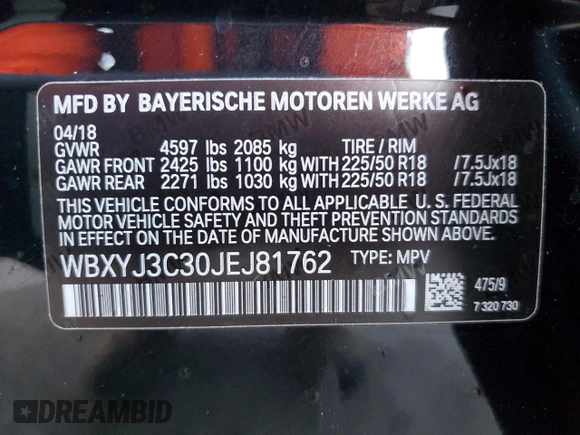 MFD BY BAYERISCHE MOTOREN WERKE AG
04/18
GVWR 4597 lbs 2085 kg TIRE / RIM
GAWR FRONT 2425 lbs 1100 kg WITH 225/50 R18 /7.5Jx18
GAWR REAR 2271 lbs 1030 kg WITH 225/50 R18 /7.5Jx18
THIS VEHICLE CONFORMS TO ALL APPLICABLE U. S. FEDERAL
MOTOR VEHICLE SAFETY AND THEFT PREVENTION
STANDARDS IN EFFECT ON THE DATE OF MANUFACTURE SHOWN ABOVE.
WBXYJ3C30JEJ81762 TYPE: MPV
475/9
7 320 730
DREAMBID